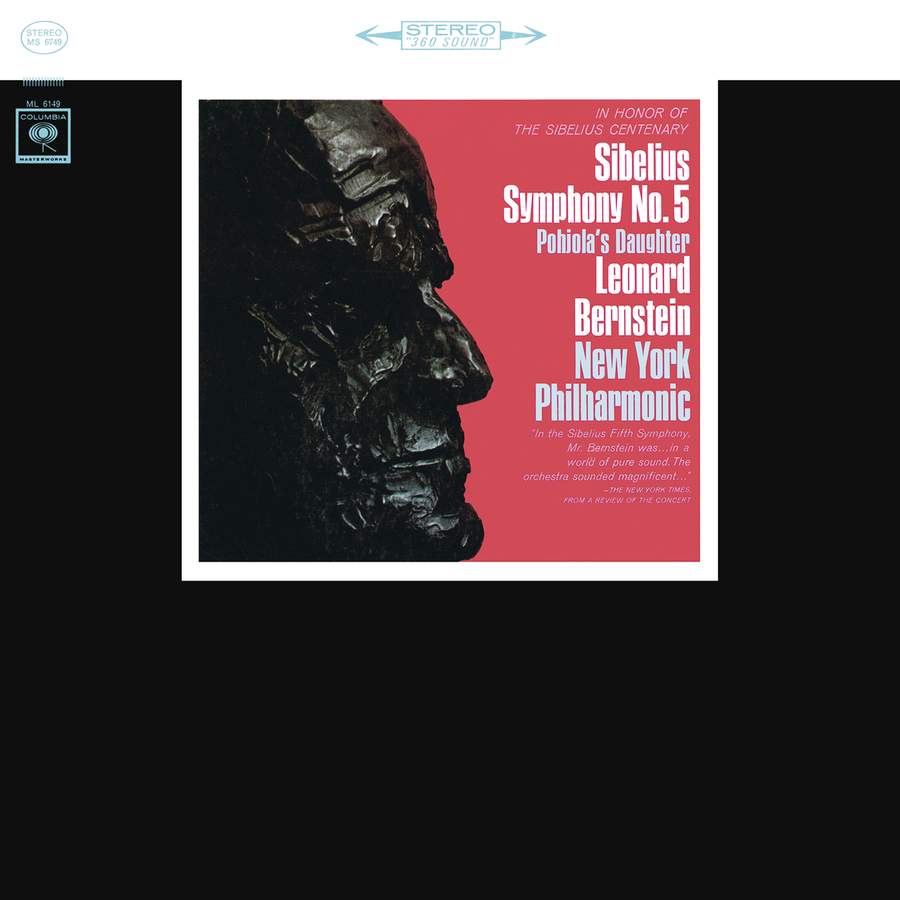 STEREO
MS 6749
STEREO
"360 SOUND"
ML 6149
COLUMBIA
MASTERWORKS
IN HONOR OF
THE SIBELIUS CENTENARY
Sibelius
Symphony No. 5
Pohjola's Daughter
Leonard
Bernstein
New York
Philharmonic
"In the Sibelius Fifth Symphony,
Mr. Bernstein was...in a
world of pure sound. The
orchestra sounded magnificent..."
—THE NEW YORK TIMES,
FROM A REVIEW OF THE CONCERT